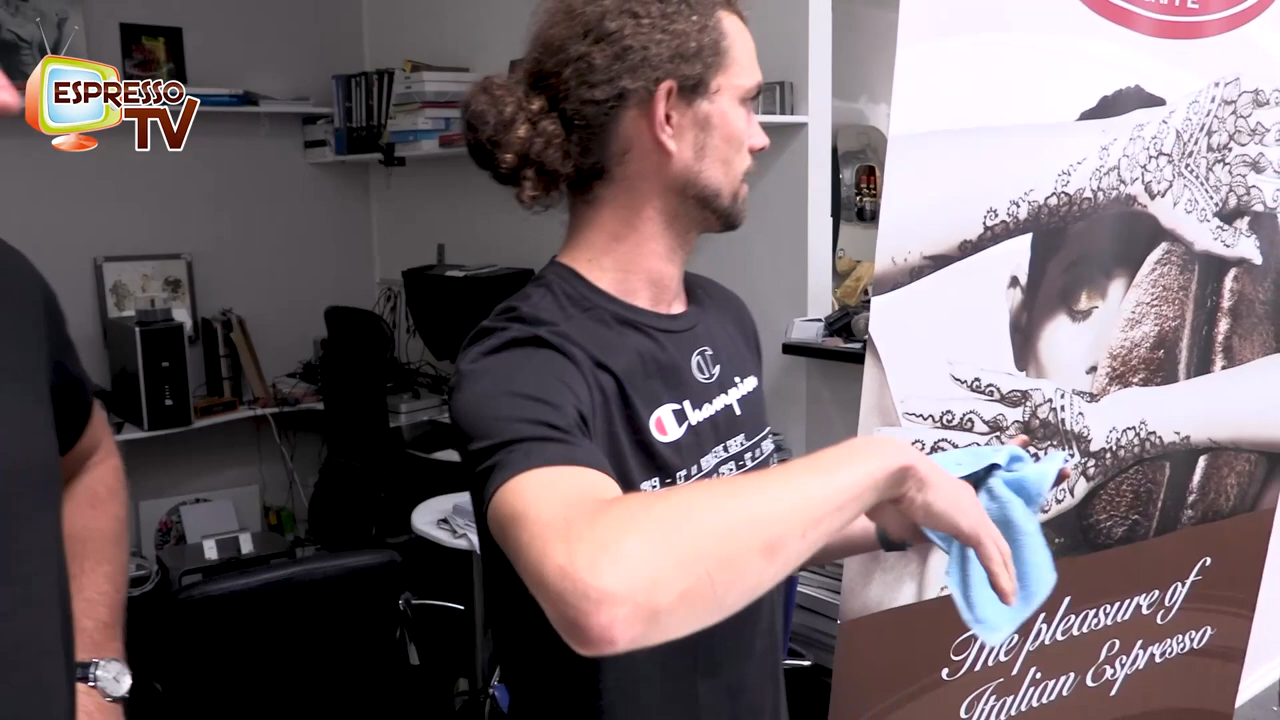 ESPRESSO
TV
Champion
The pleasure of
Italian Espresso